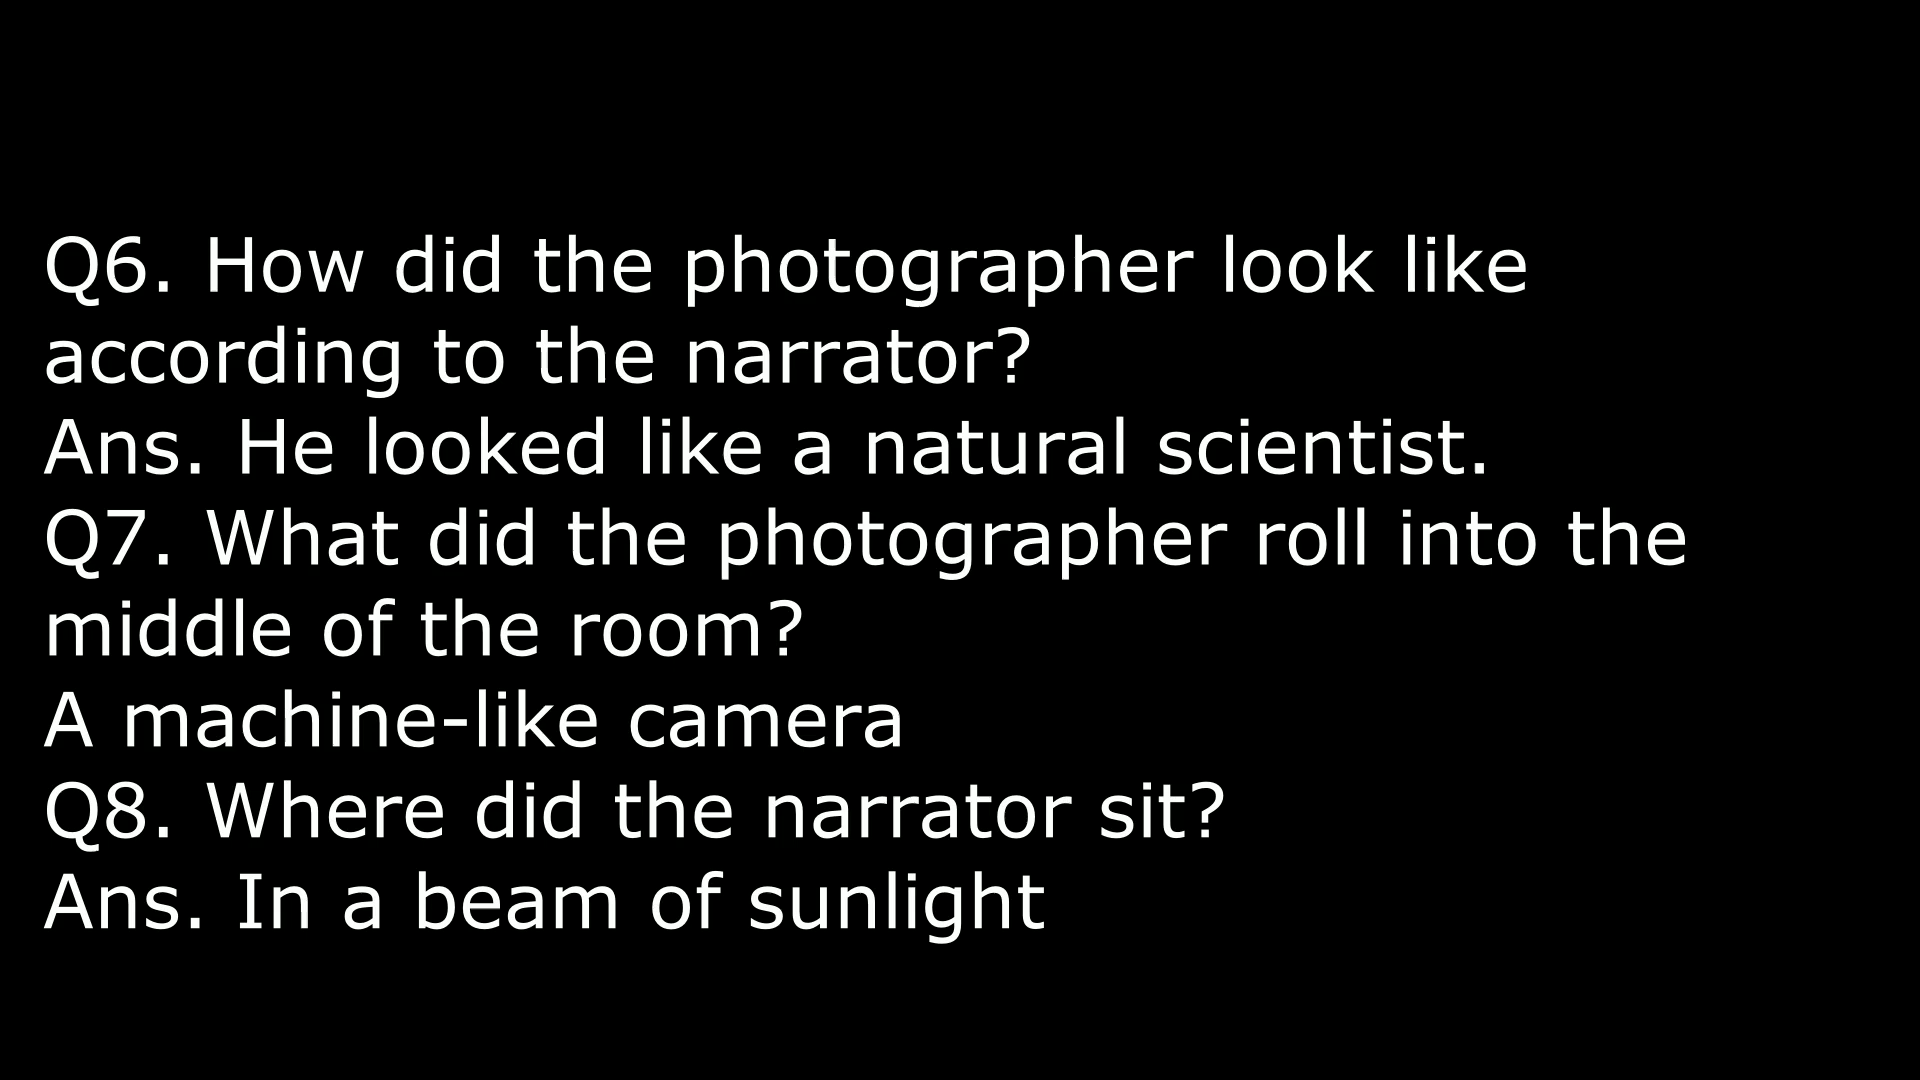 Q6. How did the photographer look like
according to the narrator?
Ans. He looked like a natural scientist.
Q7. What did the photographer roll into the
middle of the room?
A machine-like camera
Q8. Where did the narrator sit?
Ans. In a beam of sunlight